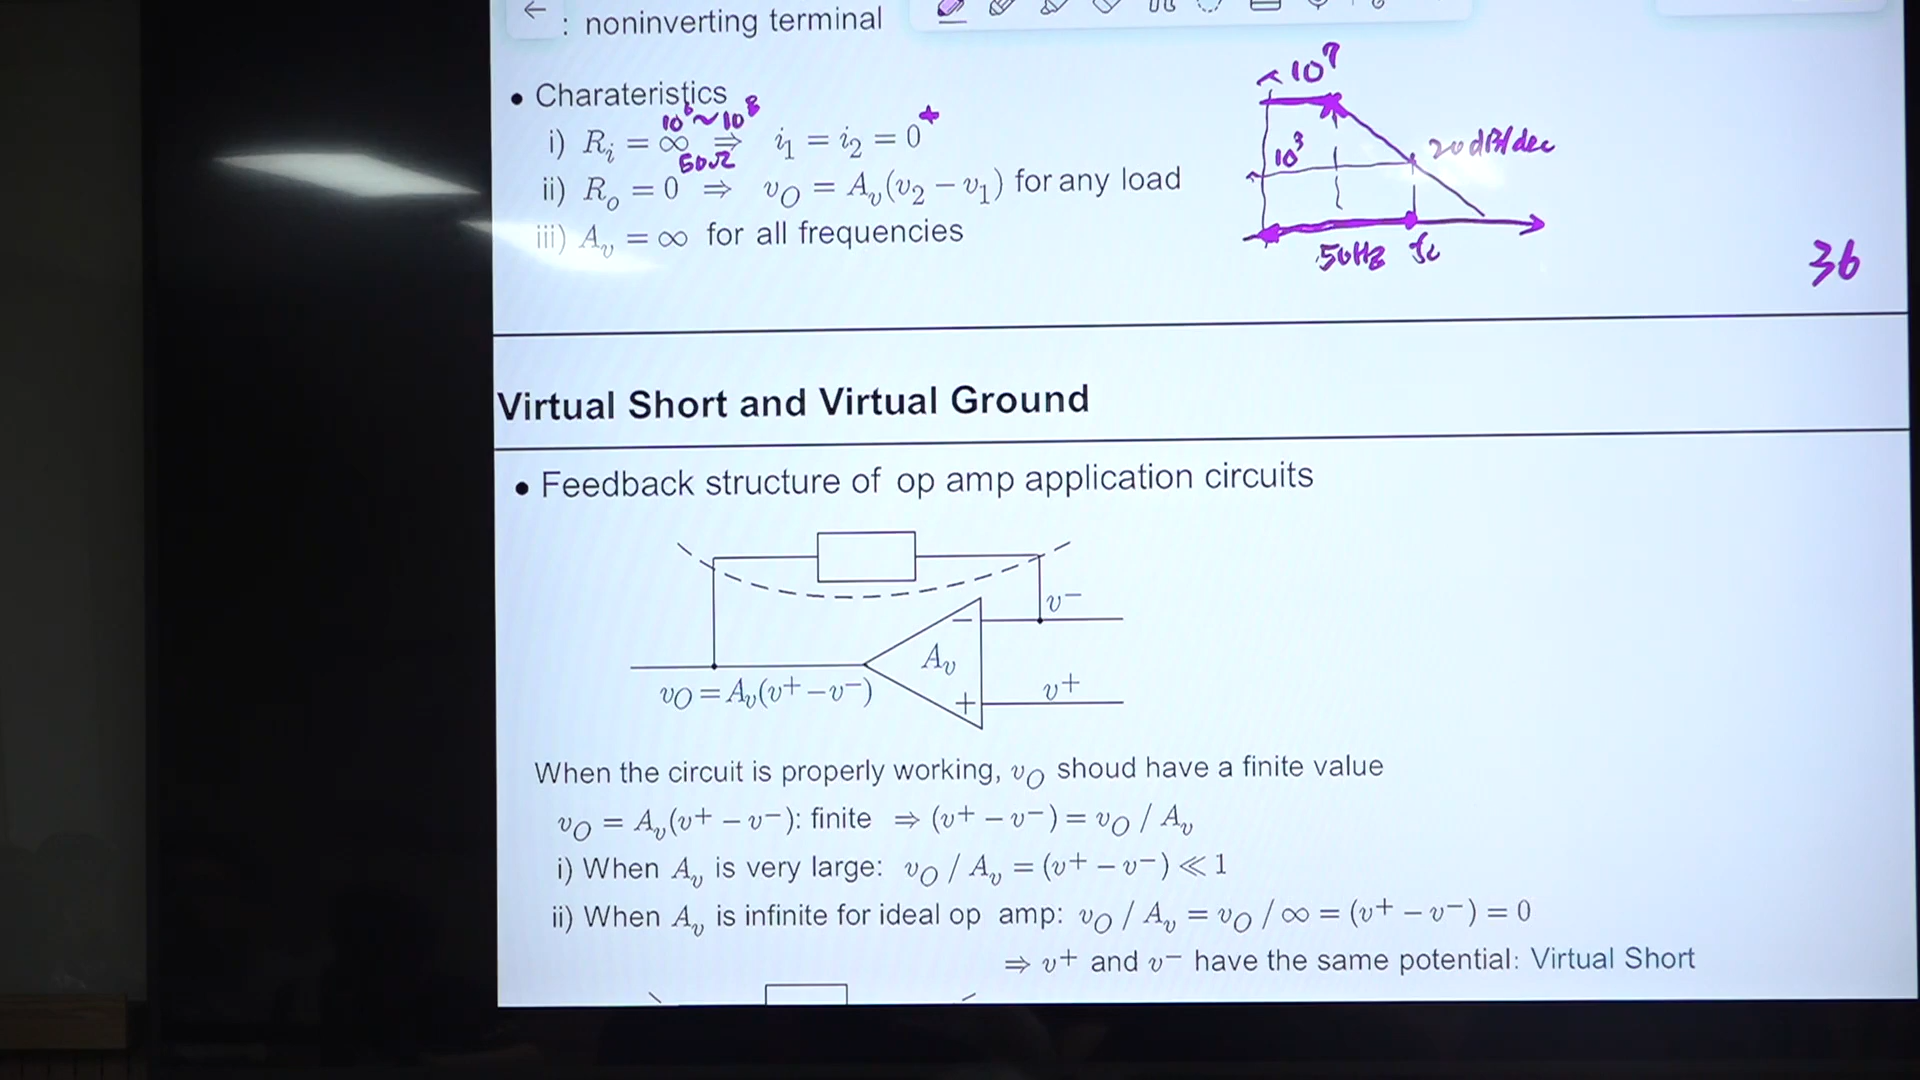 : noninverting terminal
• Charateristics
10⁶~10⁸
i) Rᵢ = ∞ ⇒ i₁ = i₂ = 0
50Ω
ii) Rₒ = 0 ⇒ v_O = A_v(v₂ − v₁) for any load
iii) A_v = ∞ for all frequencies
10⁷
10³
20dB/dec
50Hz fc
36
Virtual Short and Virtual Ground
• Feedback structure of op amp application circuits
v−
−
A_v
v_O = A_v(v+ − v−)
v+
+
When the circuit is properly working, v_O shoud have a finite value
v_O = A_v(v+ − v−): finite ⇒ (v+ − v−) = v_O / A_v
i) When A_v is very large: v_O / A_v = (v+ − v−) ≪ 1
ii) When A_v is infinite for ideal op amp: v_O / A_v = v_O / ∞ = (v+ − v−) = 0
⇒ v+ and v− have the same potential: Virtual Short